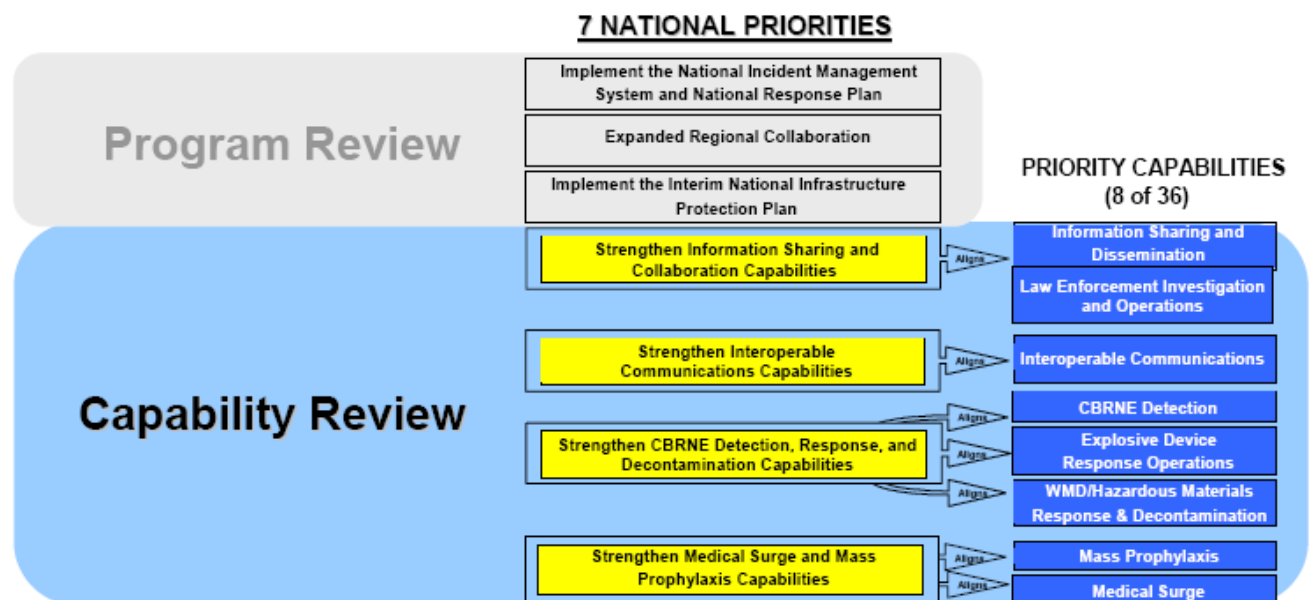 7 NATIONAL PRIORITIES
Implement the National Incident Management
System and National Response Plan
Program Review
Expanded Regional Collaboration
Implement the Interim National Infrastructure
Protection Plan
PRIORITY CAPABILITIES
(8 of 36)
Capability Review
Strengthen Information Sharing and
Collaboration Capabilities
Aligns
Information Sharing and
Dissemination
Law Enforcement Investigation
and Operations
Strengthen Interoperable
Communications Capabilities
Aligns
Interoperable Communications
Strengthen CBRNE Detection, Response, and
Decontamination Capabilities
Aligns
CBRNE Detection
Aligns
Explosive Device
Response Operations
Aligns
WMD/Hazardous Materials
Response & Decontamination
Strengthen Medical Surge and Mass
Prophylaxis Capabilities
Aligns
Mass Prophylaxis
Aligns
Medical Surge